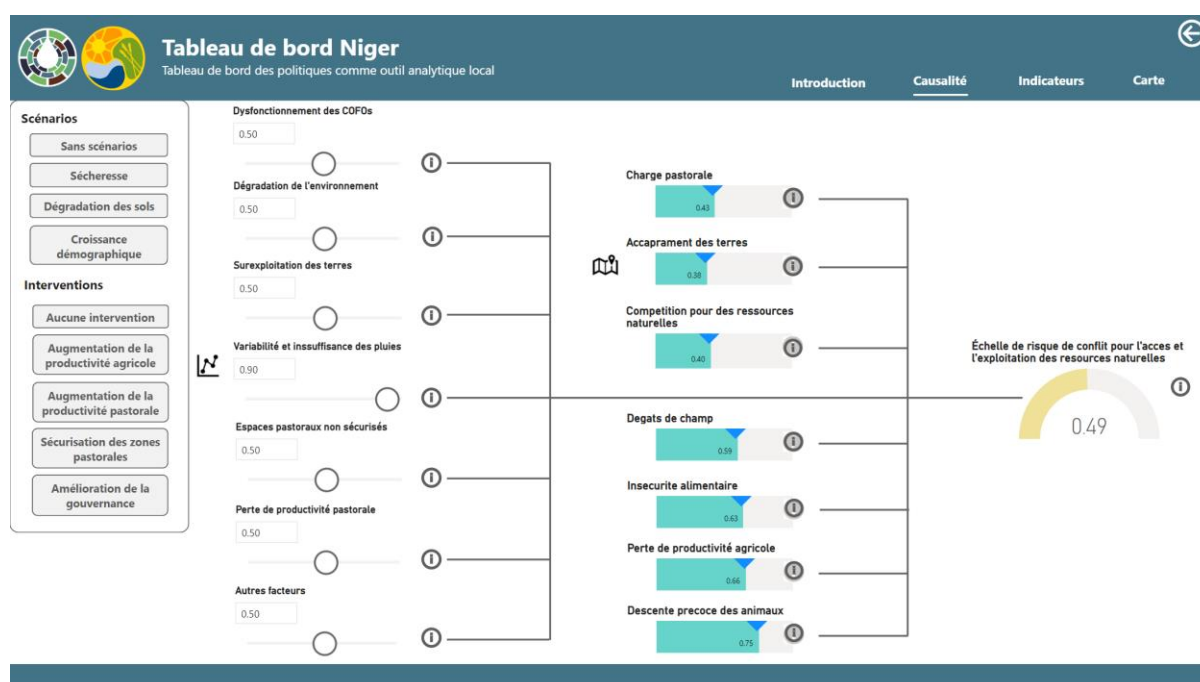 Tableau de bord Niger
Tableau de bord des politiques comme outil analytique local
Introduction
Causalité
Indicateurs
Carte
Scénarios
Sans scénarios
Sécheresse
Dégradation des sols
Croissance
démographique
Interventions
Aucune intervention
Augmentation de la
productivité agricole
Augmentation de la
productivité pastorale
Sécurisation des zones
pastorales
Amélioration de la
gouvernance
Dysfonctionnement des COFOs
0.50
Dégradation de l'environnement
0.50
Surexploitation des terres
0.50
Variabilité et inssuffisance des pluies
0.90
Espaces pastoraux non sécurisés
0.50
Perte de productivité pastorale
0.50
Autres facteurs
0.50
Charge pastorale
0.43
Accaprament des terres
0.38
Competition pour des ressources
naturelles
0.40
Degats de champ
0.59
Insecurite alimentaire
0.63
Perte de productivité agricole
0.66
Descente precoce des animaux
0.75
Échelle de risque de conflit pour l'acces et
l'exploitation des resources naturelles
0.49